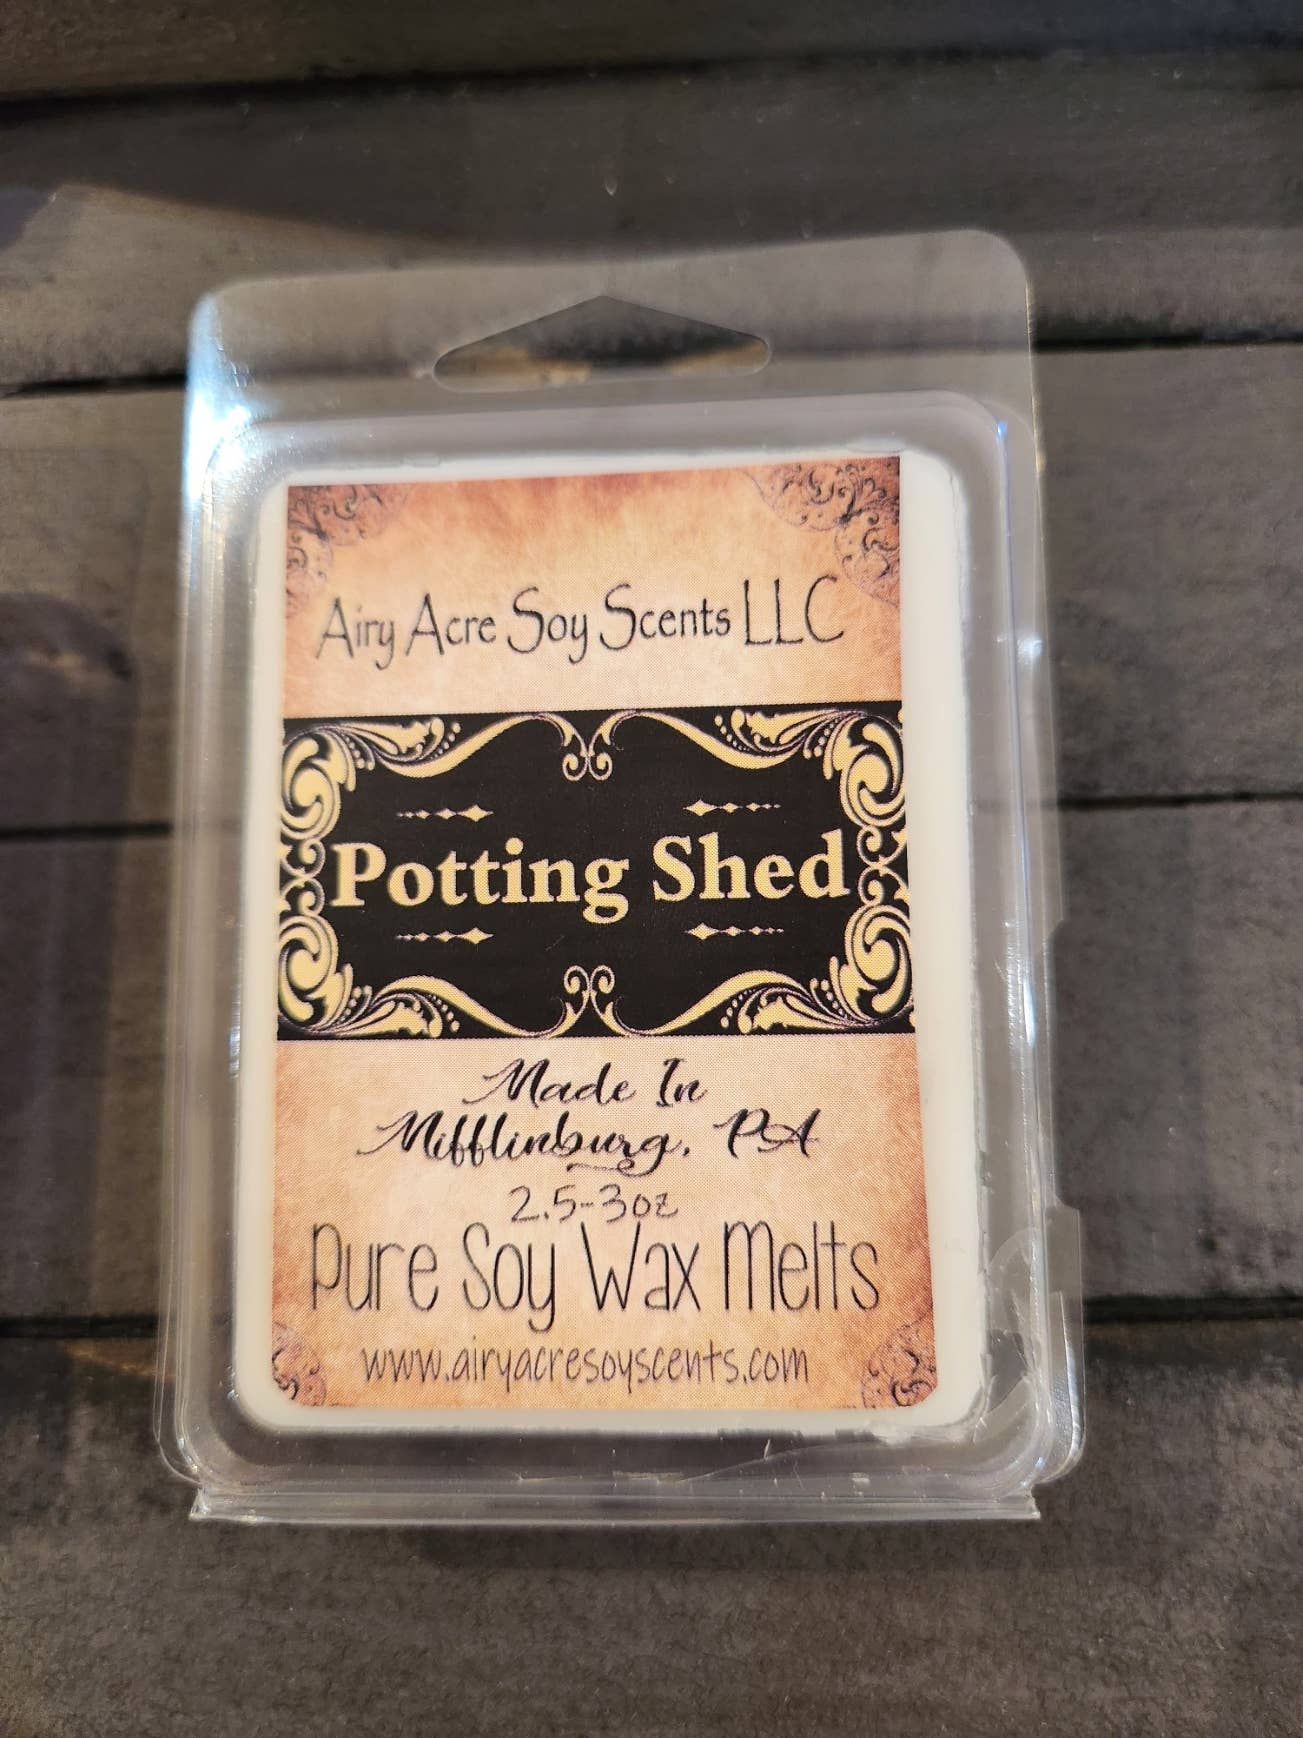 Airy Acre Soy Scents LLC
Potting Shed
Made In
Mifflinburg, PA
2.5-3oz
Pure Soy Wax Melts
www.airyacresoyscents.com